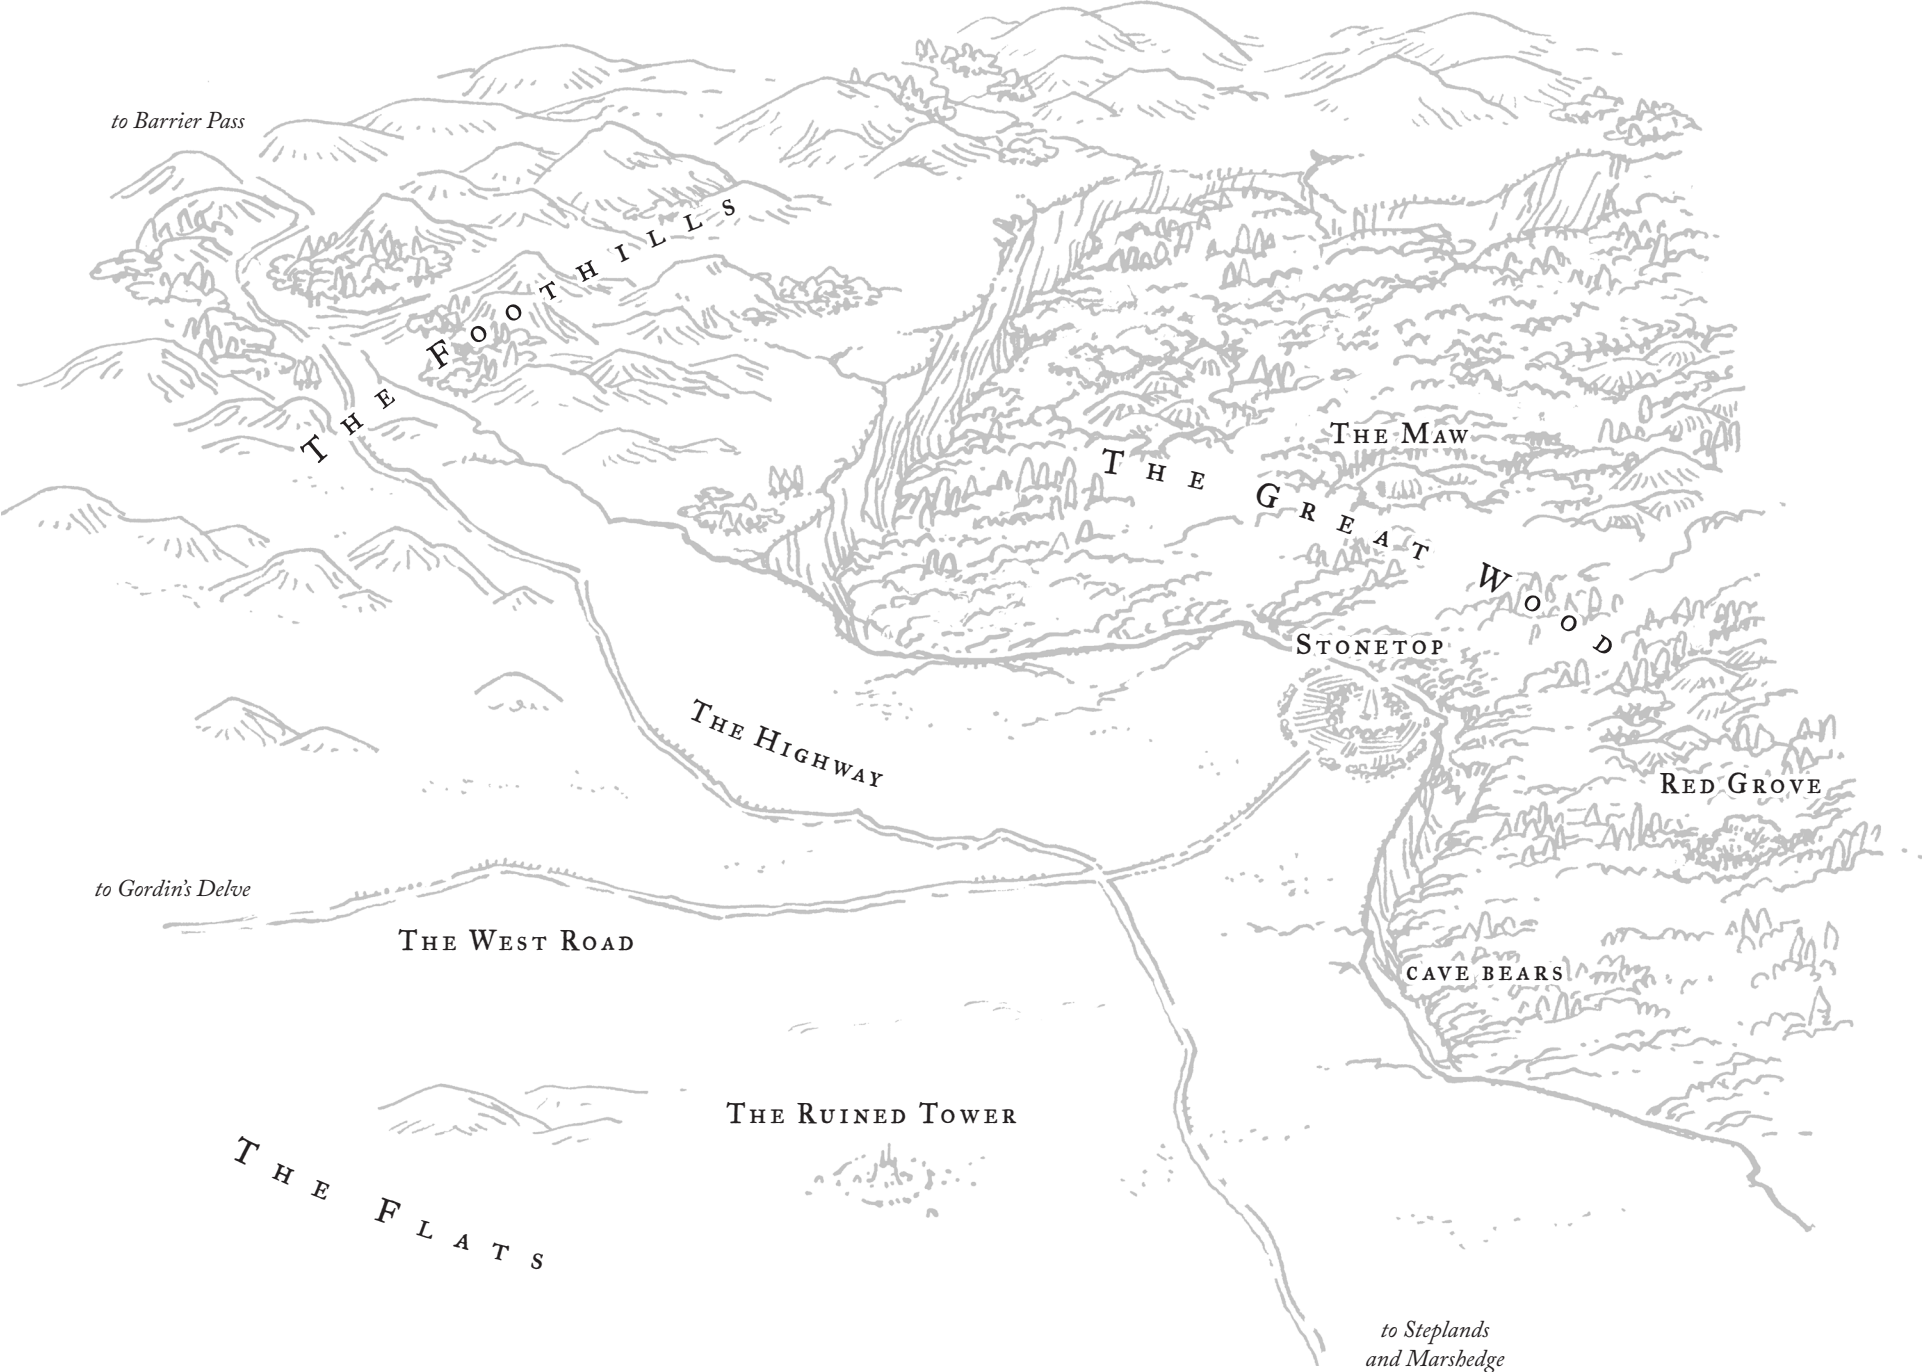 to Barrier Pass
The Foothills
The Maw
The Great Wood
Stonetop
The Highway
Red Grove
to Gordin's Delve
The West Road
cave bears
The Ruined Tower
The Flats
to Steplands
and Marshedge